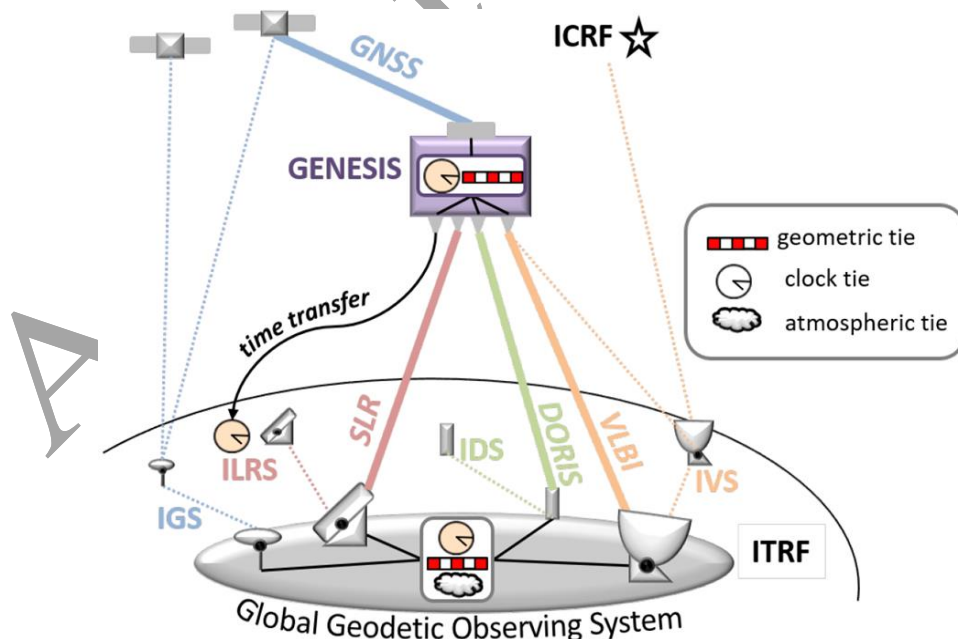 ICRF
GNSS
GENESIS
geometric tie
clock tie
atmospheric tie
time transfer
SLR
DORIS
VLBI
IDS
ILRS
IVS
IGS
ITRF
Global Geodetic Observing System
A